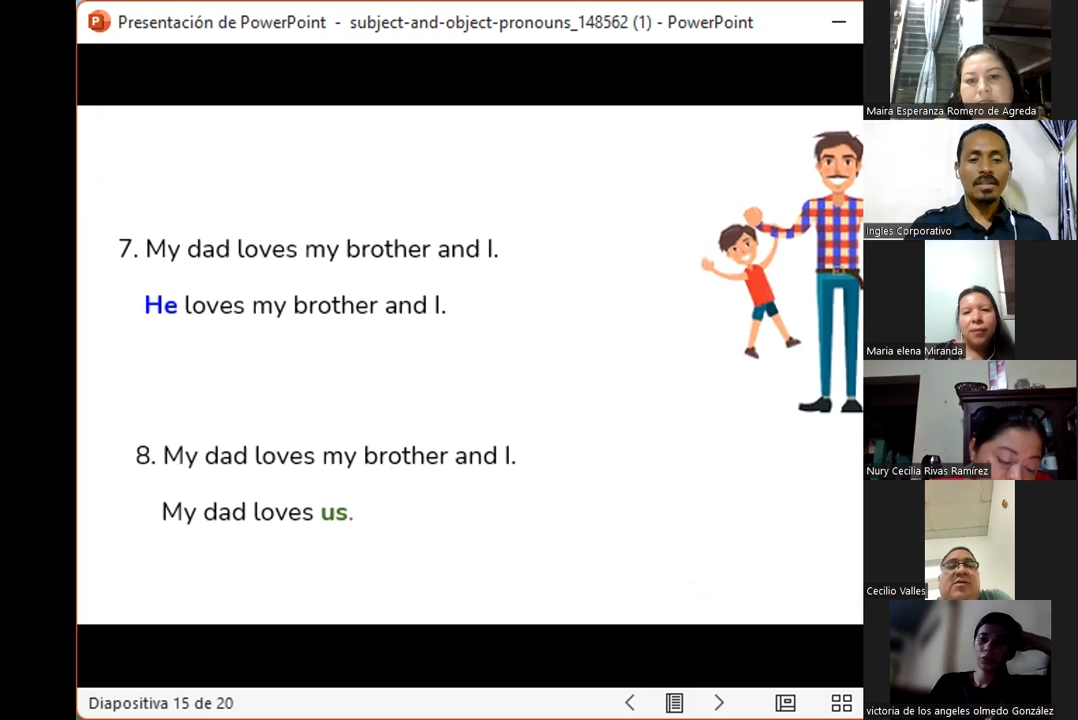 Presentación de PowerPoint - subject-and-object-pronouns_148562 (1) - PowerPoint
7. My dad loves my brother and I.
He loves my brother and I.
8. My dad loves my brother and I.
My dad loves us.
Diapositiva 15 de 20
Maira Esperanza Romero de Agreda
Ingles Corporativo
Maria elena Miranda
Nury Cecilia Rivas Ramírez
Cecilio Valles
victoria de los angeles olmedo González